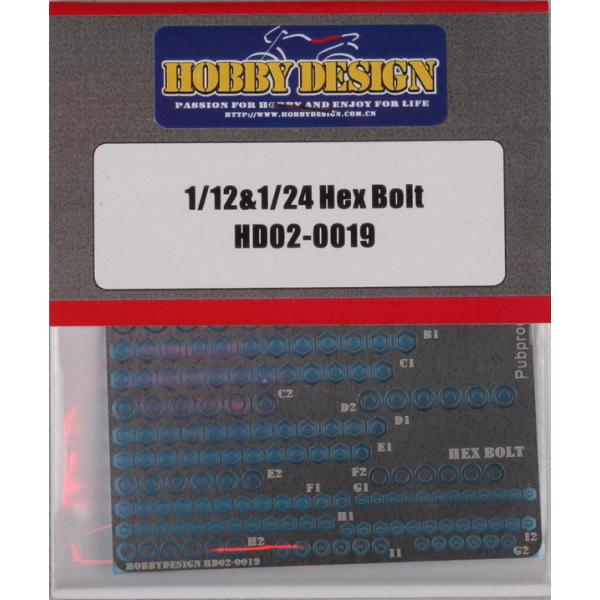 HOBBY DESIGN
PASSION FOR HOBBY AND ENJOY FOR LIFE
HTTP://WWW.HOBBYDESIGN.COM.CN
1/12&1/24 Hex Bolt
HD02-0019
B1
C1
C2
D2
D1
E1
HEX BOLT
E2
F2
F1
G1
H1
H2
I1
I2
G2
HOBBYDESIGN HD02-0019